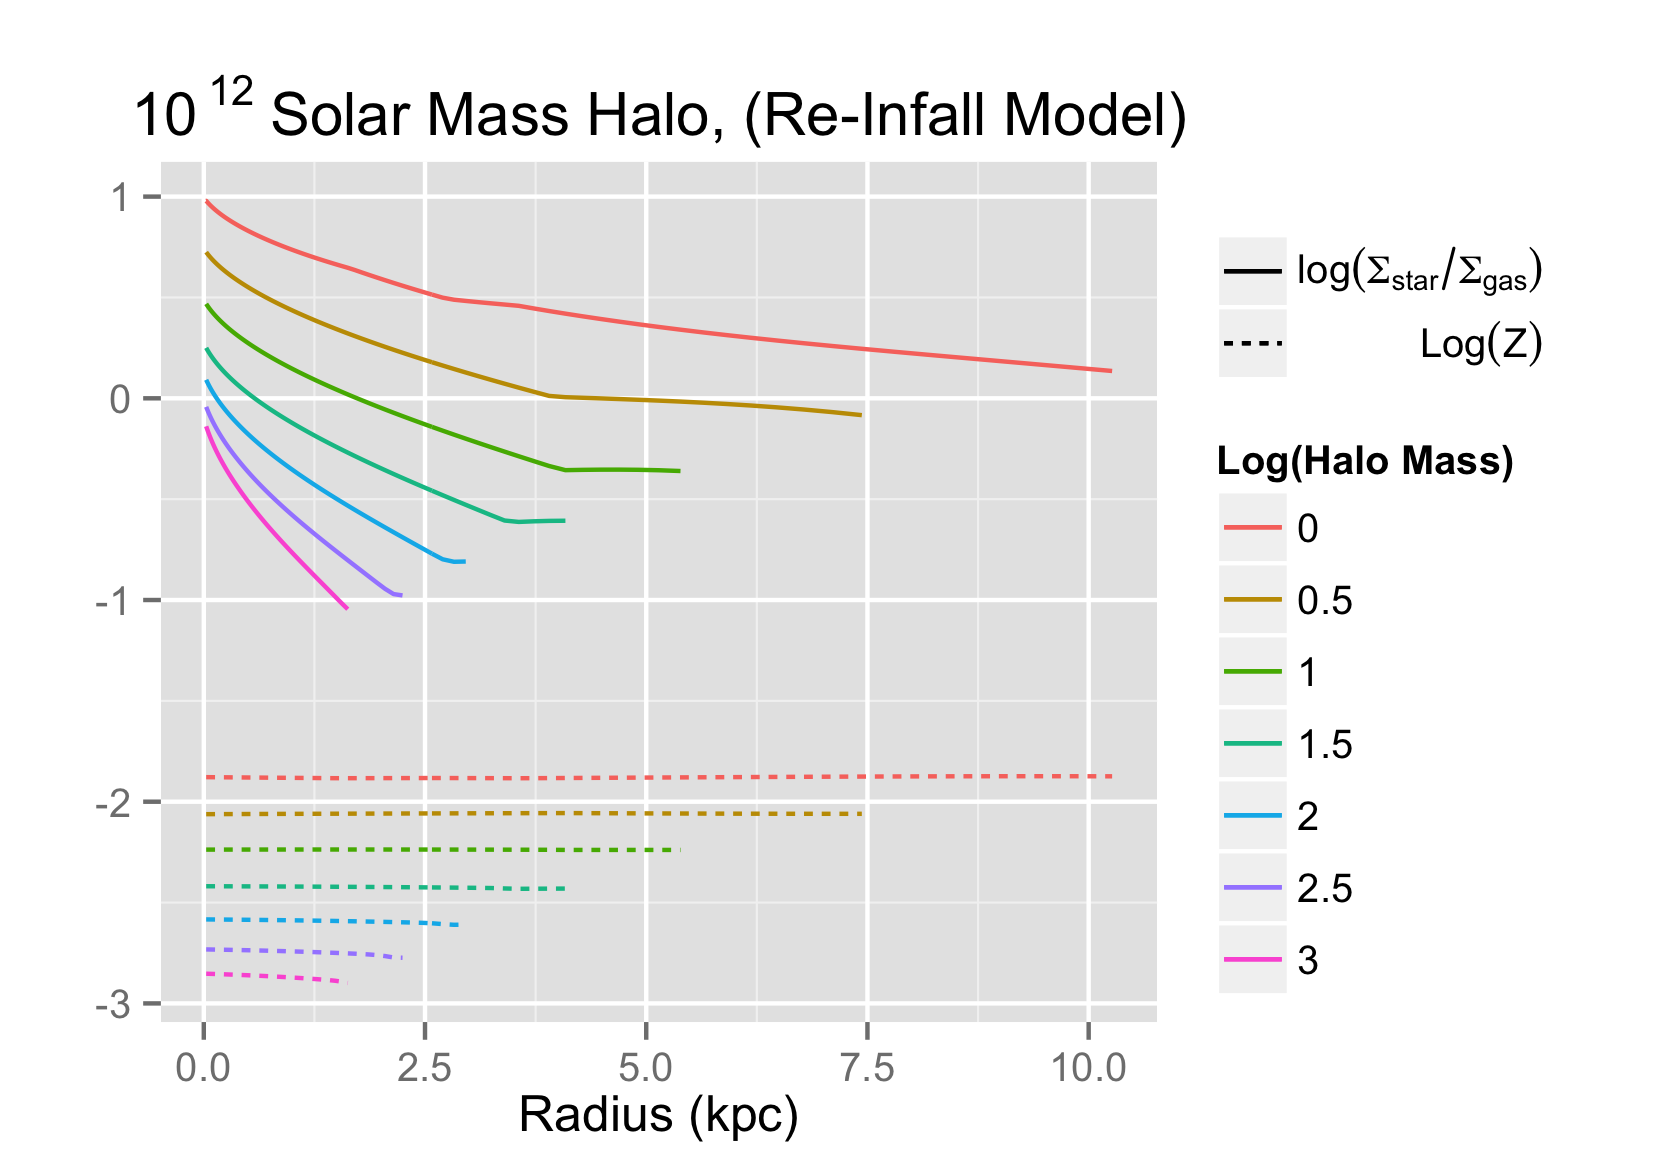 10^12 Solar Mass Halo, (Re-Infall Model)
1
0
-1
-2
-3
0.0 2.5 5.0 7.5 10.0
Radius (kpc)
log(Σstar/Σgas)
Log(Z)
Log(Halo Mass)
0
0.5
1
1.5
2
2.5
3